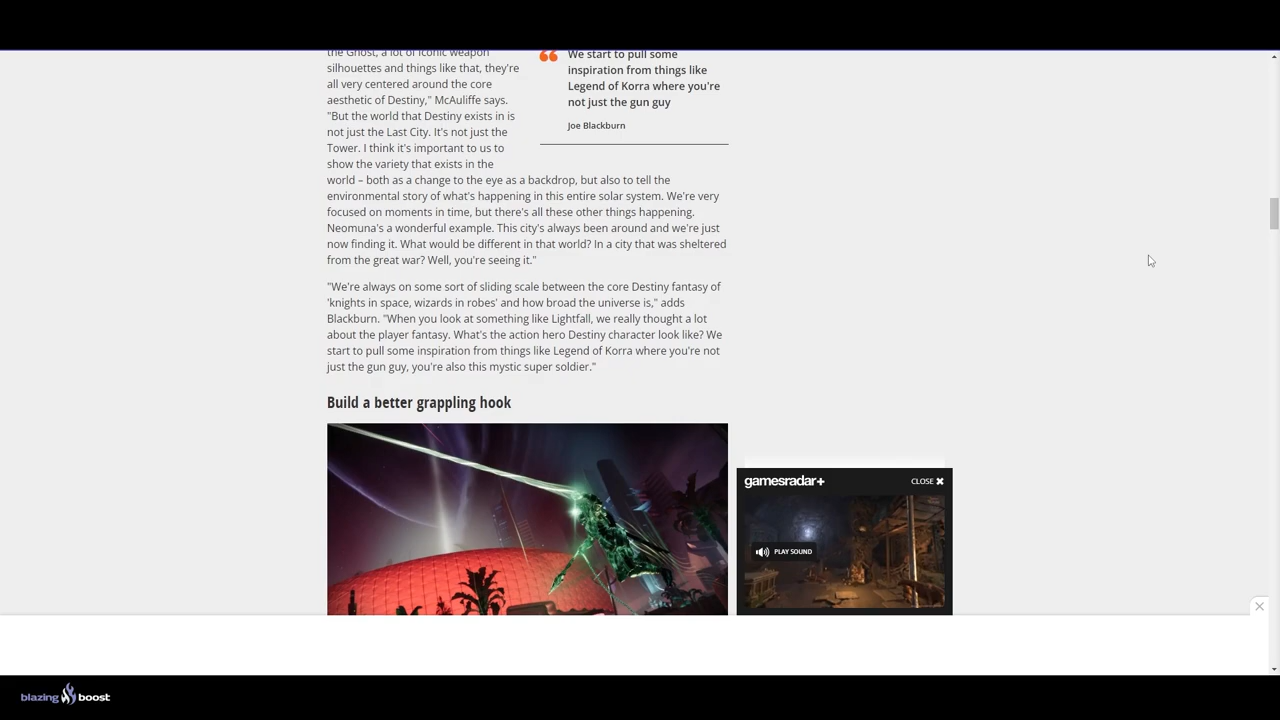 the Ghost, a lot of iconic weapon
silhouettes and things like that, they're
all very centered around the core
aesthetic of Destiny," McAuliffe says.
"But the world that Destiny exists in is
not just the Last City. It's not just the
Tower. I think it's important to us to
show the variety that exists in the
world – both as a change to the eye as a backdrop, but also to tell the
environmental story of what's happening in this entire solar system. We're very
focused on moments in time, but there's all these other things happening.
Neomuna's a wonderful example. This city's always been around and we're just
now finding it. What would be different in that world? In a city that was sheltered
from the great war? Well, you're seeing it."
❝ We start to pull some
inspiration from things like
Legend of Korra where you're
not just the gun guy
Joe Blackburn
"We're always on some sort of sliding scale between the core Destiny fantasy of
'knights in space, wizards in robes' and how broad the universe is," adds
Blackburn. "When you look at something like Lightfall, we really thought a lot
about the player fantasy. What's the action hero Destiny character look like? We
start to pull some inspiration from things like Legend of Korra where you're not
just the gun guy, you're also this mystic super soldier."
Build a better grappling hook
gamesradar+
CLOSE ✖
PLAY SOUND
blazing boost